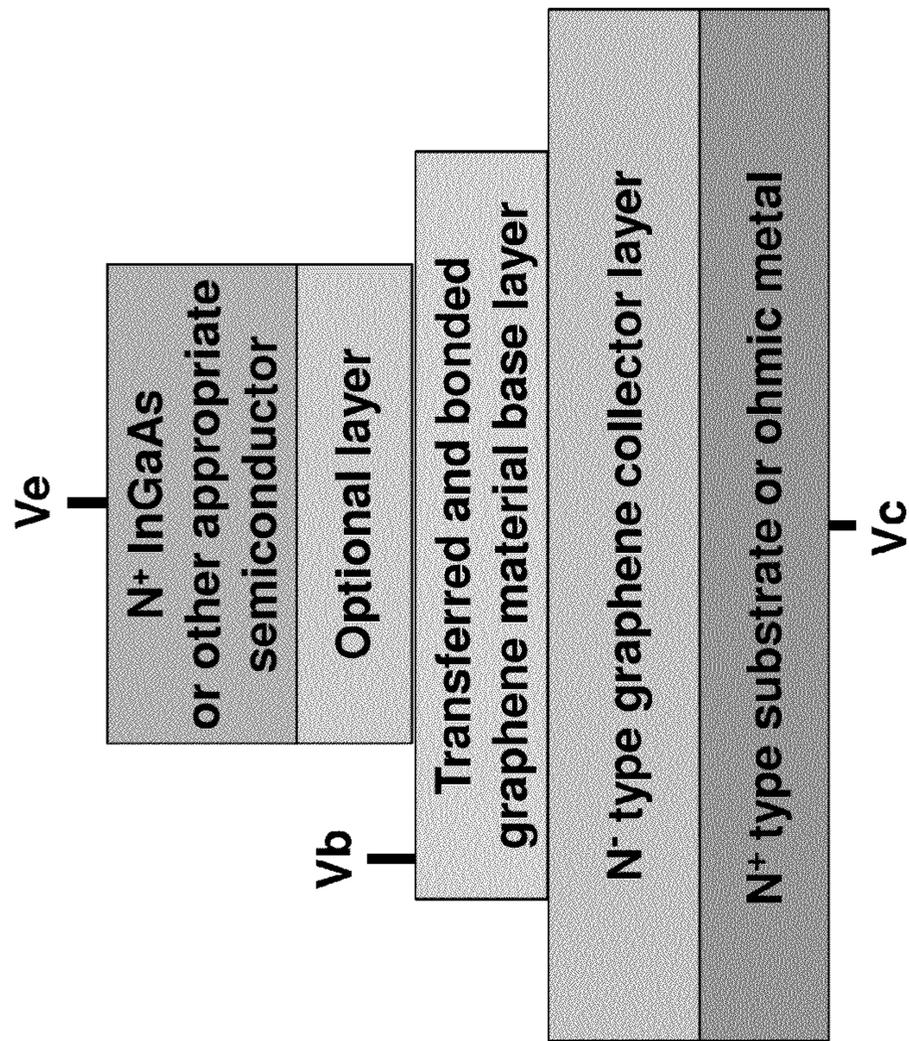 Ve
N+ InGaAs
or other appropriate
semiconductor
Optional layer
Vb
Transferred and bonded
graphene material base layer
N- type graphene collector layer
N+ type substrate or ohmic metal
Vc